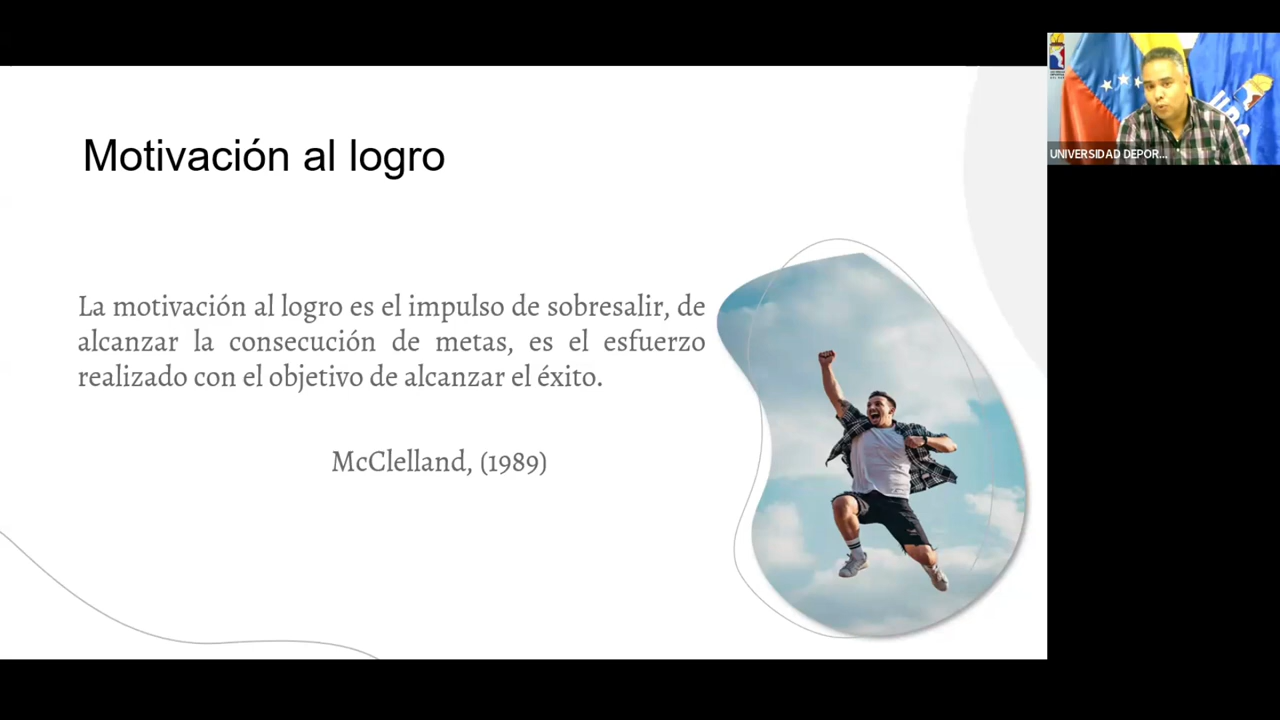 Motivación al logro
La motivación al logro es el impulso de sobresalir, de
alcanzar la consecución de metas, es el esfuerzo
realizado con el objetivo de alcanzar el éxito.
McClelland, (1989)
UNIVERSIDAD DEPOR...